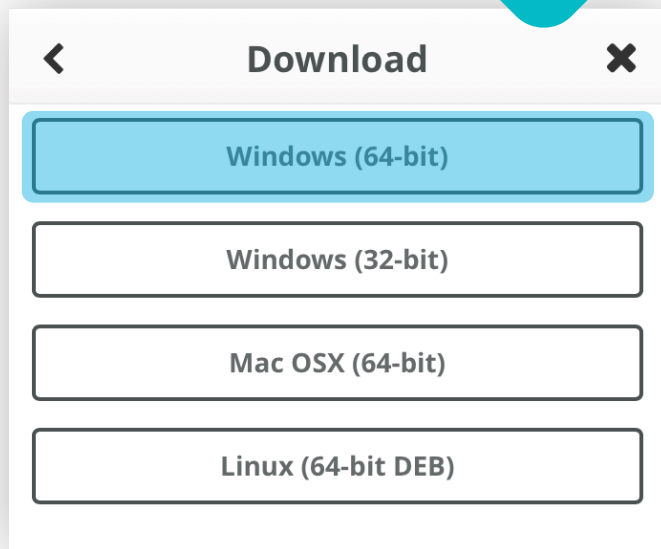 Download
Windows (64-bit)
Windows (32-bit)
Mac OSX (64-bit)
Linux (64-bit DEB)